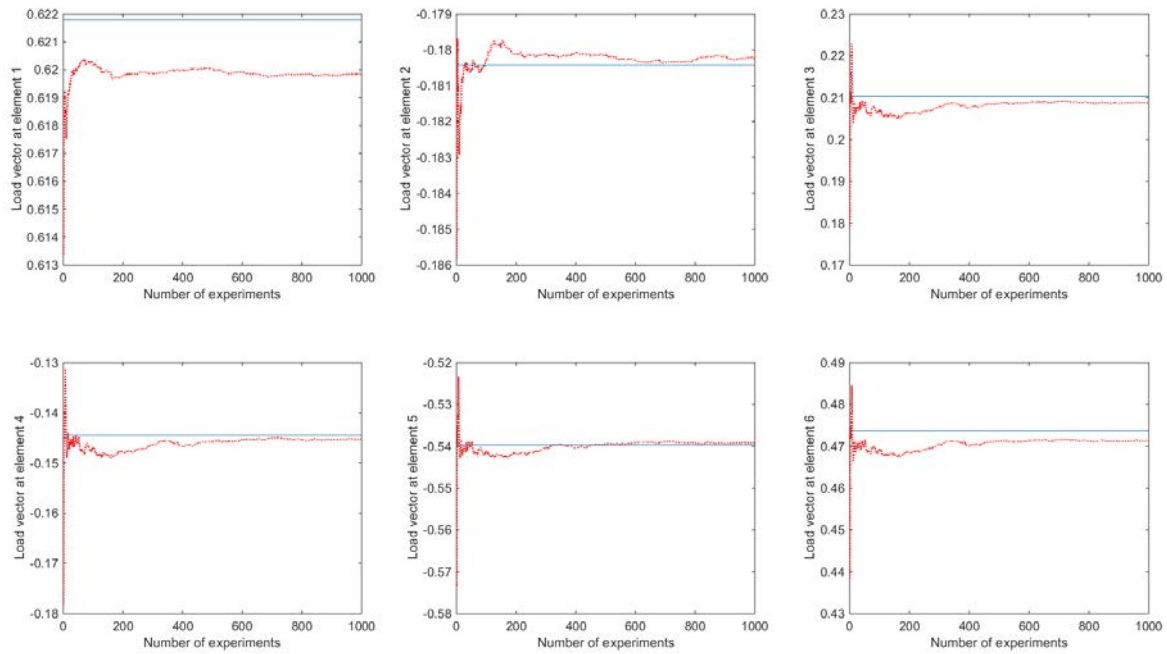 Load vector at element 1
0.622
0.621
0.62
0.619
0.618
0.617
0.616
0.615
0.614
0.613
0 200 400 600 800 1000
Number of experiments
Load vector at element 2
-0.179
-0.18
-0.181
-0.182
-0.183
-0.184
-0.185
-0.186
0 200 400 600 800 1000
Number of experiments
Load vector at element 3
0.23
0.22
0.21
0.2
0.19
0.18
0.17
0 200 400 600 800 1000
Number of experiments
Load vector at element 4
-0.13
-0.14
-0.15
-0.16
-0.17
-0.18
0 200 400 600 800 1000
Number of experiments
Load vector at element 5
-0.52
-0.53
-0.54
-0.55
-0.56
-0.57
-0.58
0 200 400 600 800 1000
Number of experiments
Load vector at element 6
0.49
0.48
0.47
0.46
0.45
0.44
0.43
0 200 400 600 800 1000
Number of experiments